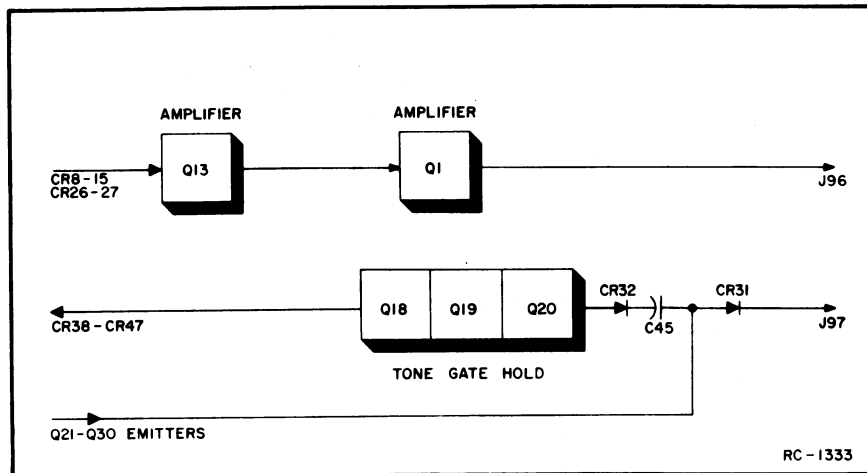 AMPLIFIER AMPLIFIER
Q13 Q1
CR8-15
CR26-27
J96
CR32 CR31
Q18 Q19 Q20
C45
CR38-CR47
J97
TONE GATE HOLD
Q21-Q30 EMITTERS
RC-1333